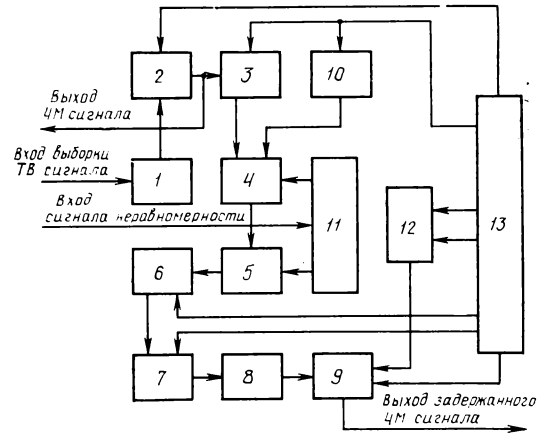 2
3
10
13
Выход
ЧМ сигнала
Вход выборки
ТВ сигнала
1
4
Вход
сигнала неравномерности
11
12
6
5
7
8
9
Выход задержанного
ЧМ сигнала